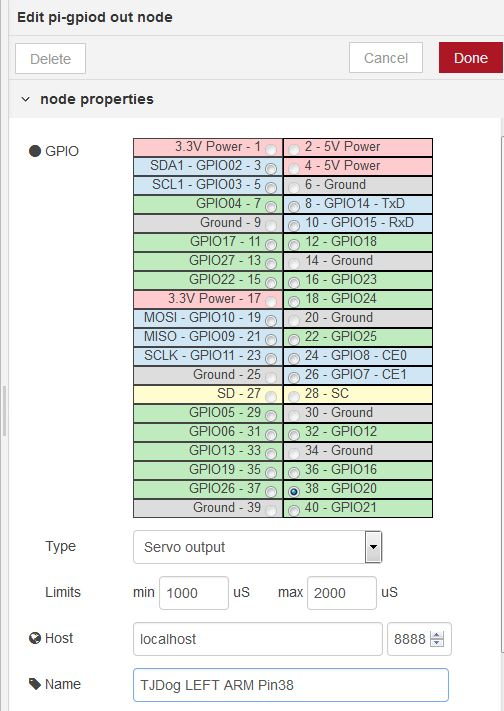 Edit pi-gpiod out node
Delete Cancel Done
node properties
GPIO
3.3V Power - 1 2 - 5V Power
SDA1 - GPIO02 - 3 4 - 5V Power
SCL1 - GPIO03 - 5 6 - Ground
GPIO04 - 7 8 - GPIO14 - TxD
Ground - 9 10 - GPIO15 - RxD
GPIO17 - 11 12 - GPIO18
GPIO27 - 13 14 - Ground
GPIO22 - 15 16 - GPIO23
3.3V Power - 17 18 - GPIO24
MOSI - GPIO10 - 19 20 - Ground
MISO - GPIO09 - 21 22 - GPIO25
SCLK - GPIO11 - 23 24 - GPIO8 - CE0
Ground - 25 26 - GPIO7 - CE1
SD - 27 28 - SC
GPIO05 - 29 30 - Ground
GPIO06 - 31 32 - GPIO12
GPIO13 - 33 34 - Ground
GPIO19 - 35 36 - GPIO16
GPIO26 - 37 38 - GPIO20
Ground - 39 40 - GPIO21
Type Servo output
Limits min 1000 uS max 2000 uS
Host localhost 8888
Name TJDog LEFT ARM Pin38